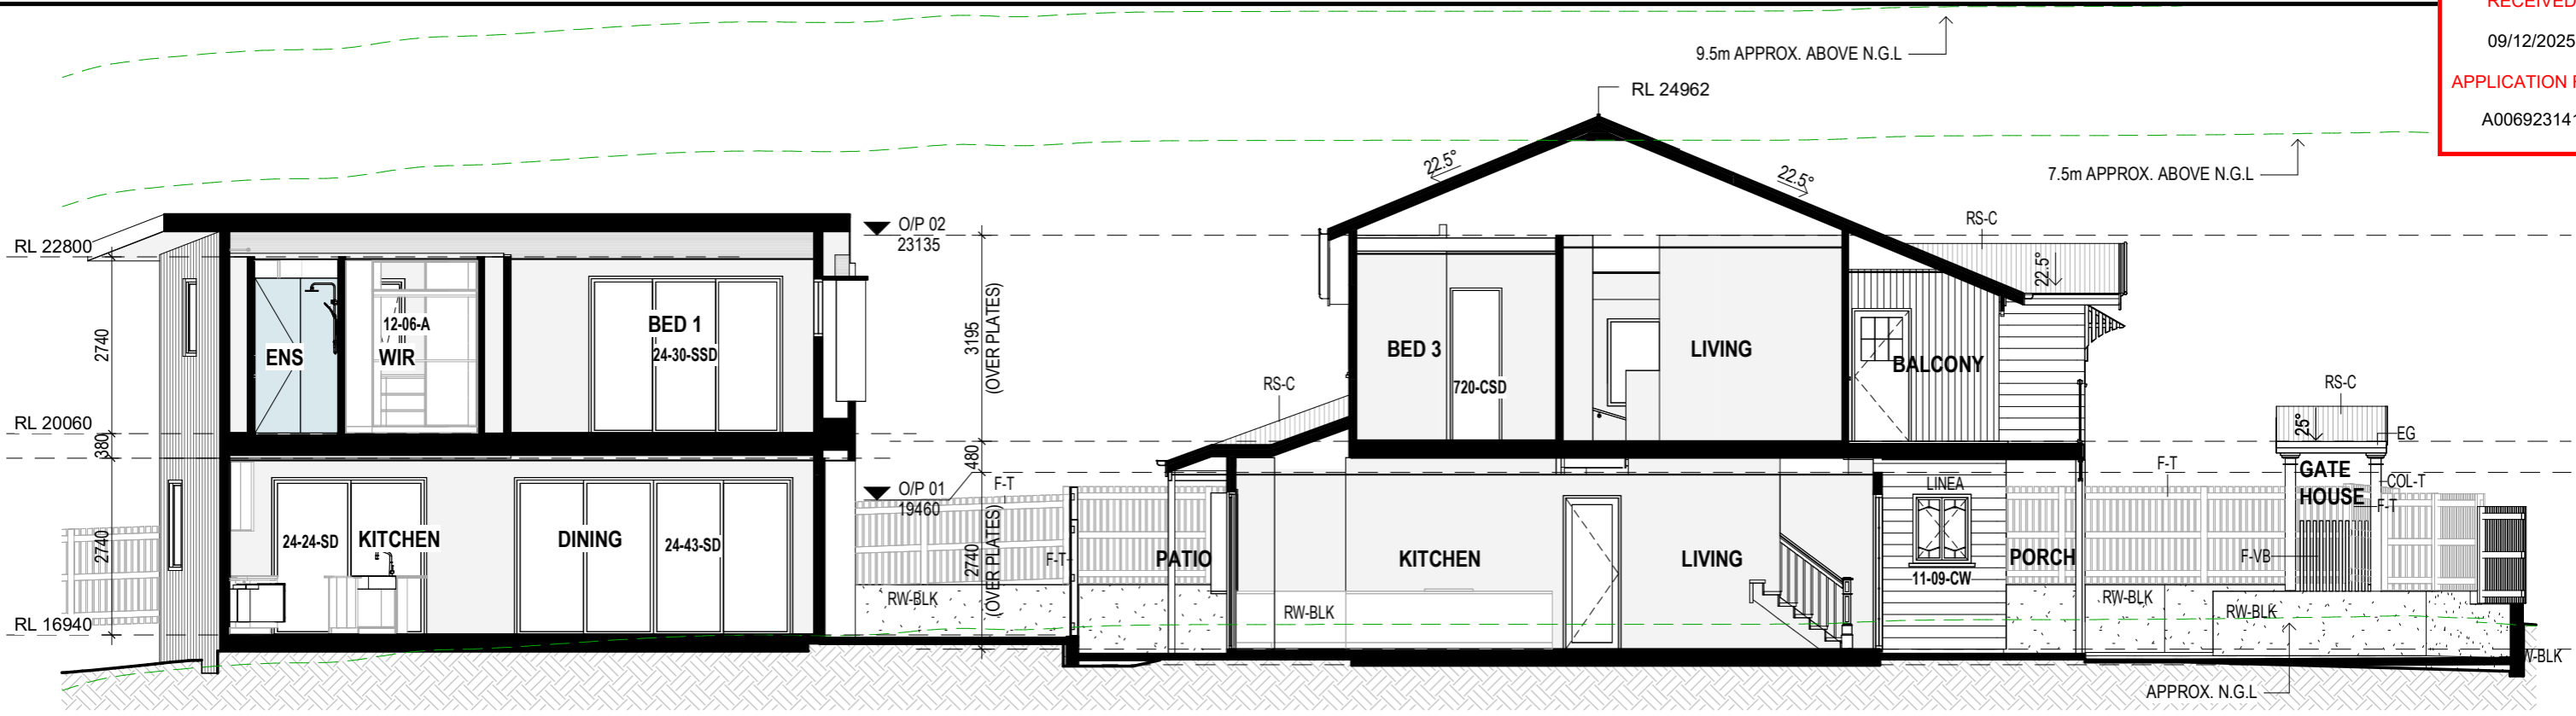 RECEIVED
09/12/2025
APPLICATION
A00692314
9.5m APPROX. ABOVE N.G.L
RL 24962
7.5m APPROX. ABOVE N.G.L
22.5°
22.5°
RS-C
22.5°
RL 22800
O/P 02
23135
2740
3195
(OVER PLATES)
ENS
12-06-A
WIR
BED 1
24-30-SSD
BED 3
720-CSD
LIVING
BALCONY
RS-C
RS-C
25°
EG
RL 20060
380
480
O/P 01
19460
F-T
F-T
GATE
HOUSE
COL-T
F-T
LINEA
2740
24-24-SD
KITCHEN
DINING
24-43-SD
2740
(OVER PLATES)
F-T
PATIO
KITCHEN
LIVING
11-09-CW
PORCH
F-VB
RW-BLK
RW-BLK
RW-BLK
RW-BLK
RL 16940
W-BLK
APPROX. N.G.L